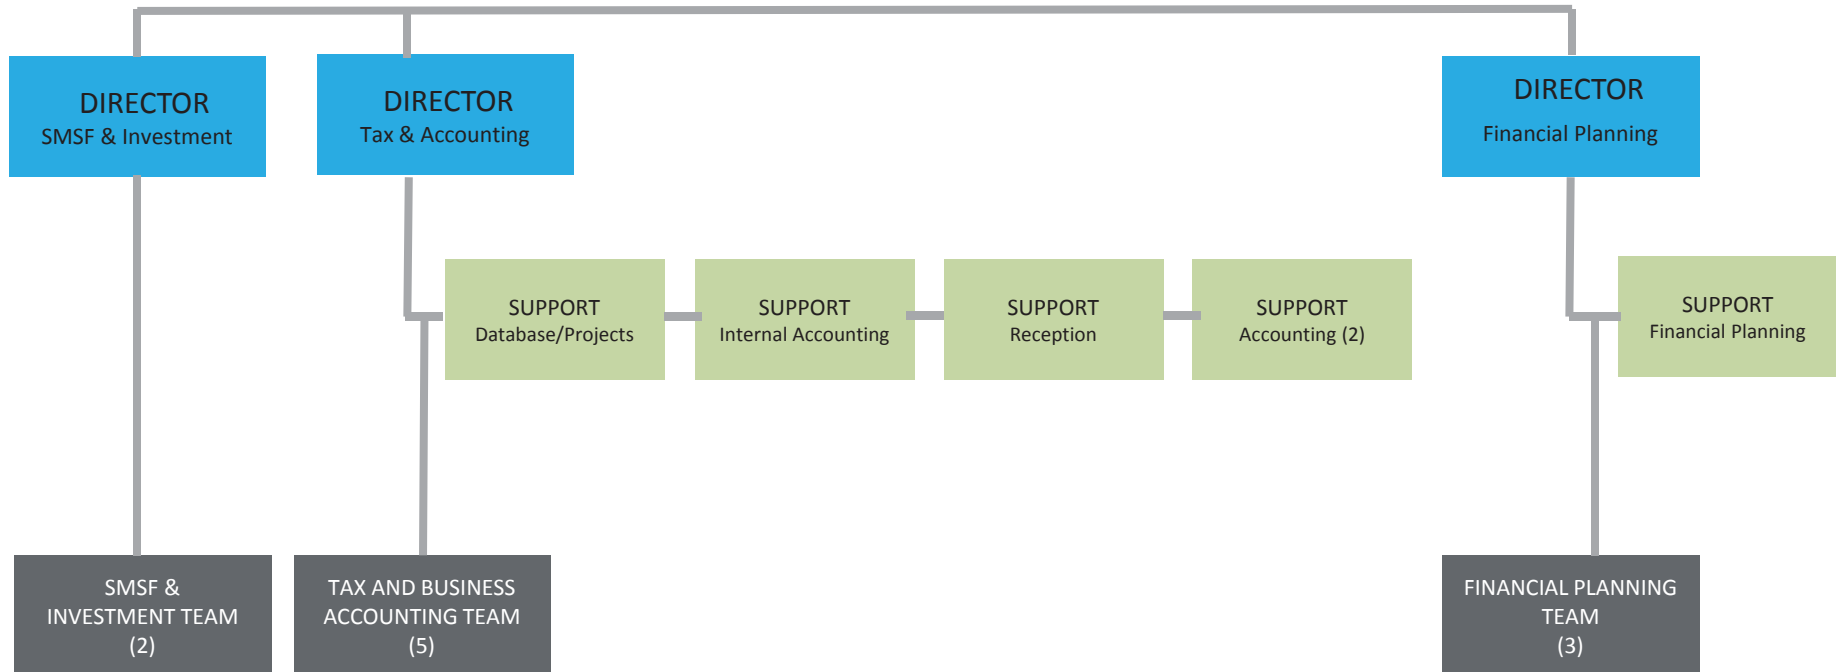 DIRECTOR
SMSF & Investment
DIRECTOR
Tax & Accounting
DIRECTOR
Financial Planning
SUPPORT
Database/Projects
SUPPORT
Internal Accounting
SUPPORT
Reception
SUPPORT
Accounting (2)
SUPPORT
Financial Planning
SMSF &
INVESTMENT TEAM
(2)
TAX AND BUSINESS
ACCOUNTING TEAM
(5)
FINANCIAL PLANNING
TEAM
(3)